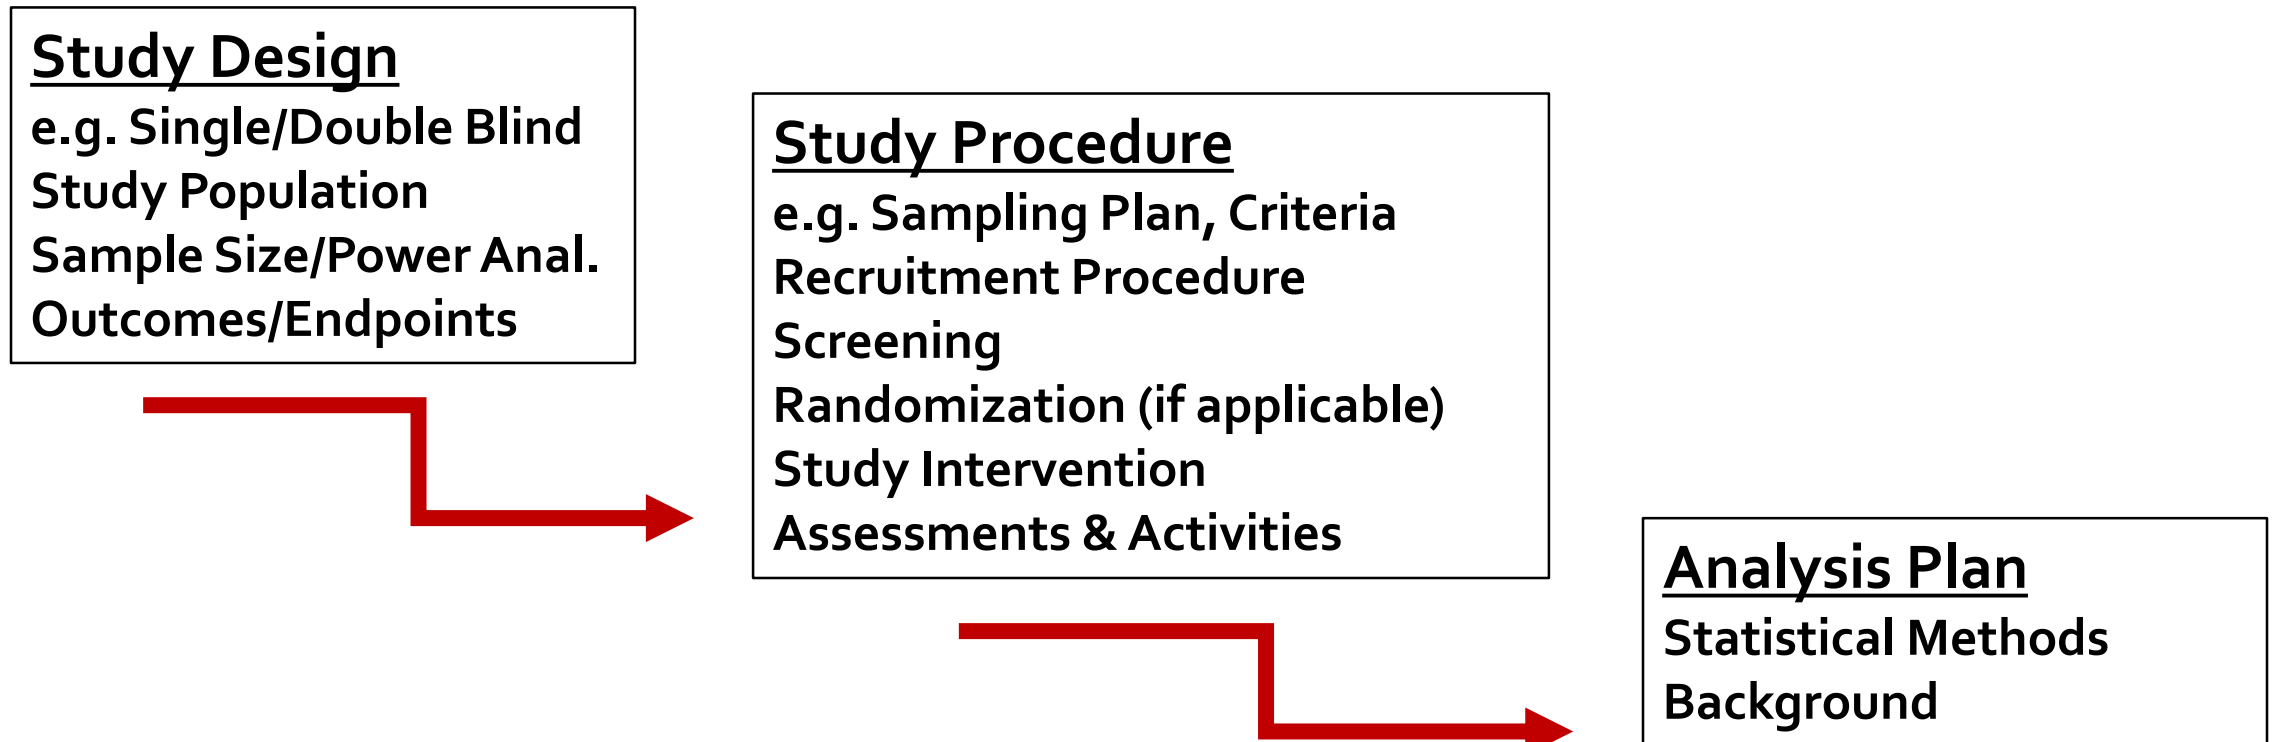 Study Design
e.g. Single/Double Blind
Study Population
Sample Size/Power Anal.
Outcomes/Endpoints
Study Procedure
e.g. Sampling Plan, Criteria
Recruitment Procedure
Screening
Randomization (if applicable)
Study Intervention
Assessments & Activities
Analysis Plan
Statistical Methods
Background